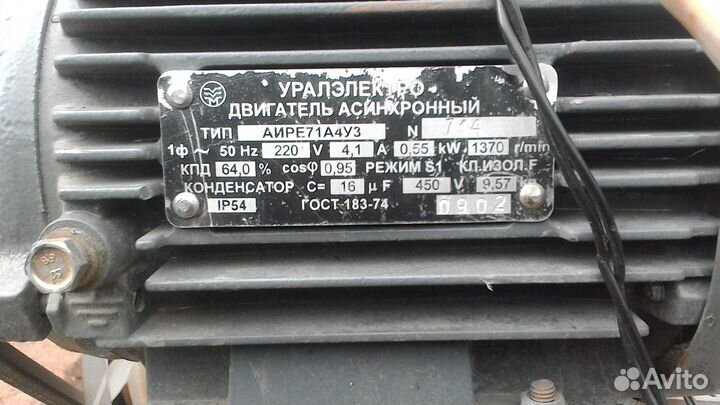 УРАЛЭЛЕКТРО
ДВИГАТЕЛЬ АСИНХРОННЫЙ
ТИП АИРЕ71А4У3 N
1ф ~ 50 Hz 220 V 4,1 A 0,55 kW 1370 r/min
КПД 64,0 % cosφ 0,95 РЕЖИМ S1 КЛ.ИЗОЛ.F
КОНДЕНСАТОР C= 16 μF 450 V 9,57
IP54 ГОСТ 183-74 0902
Avito